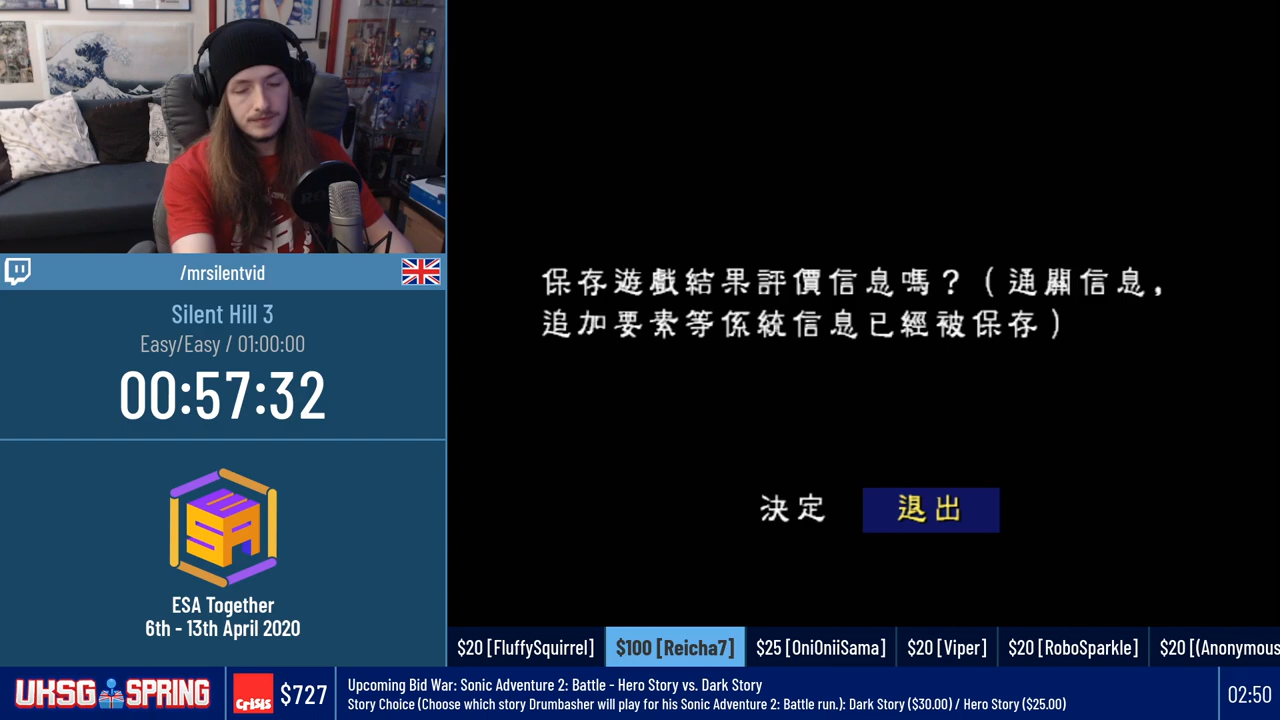 /mrsilentvid
Silent Hill 3
Easy/Easy / 01:00:00
00:57:32
ESA Together
6th - 13th April 2020
保存遊戲結果評價信息嗎？（通關信息，
追加要素等係統信息已經被保存）
決定 退出
$20 [FluffySquirrel] $100 [Reicha7] $25 [OniOniiSama] $20 [Viper] $20 [RoboSparkle] $20 [(Anonymous
UKSG SPRING
CRISIS $727
Upcoming Bid War: Sonic Adventure 2: Battle - Hero Story vs. Dark Story
Story Choice (Choose which story Drumbasher will play for his Sonic Adventure 2: Battle run.): Dark Story ($30.00) / Hero Story ($25.00)
02:50